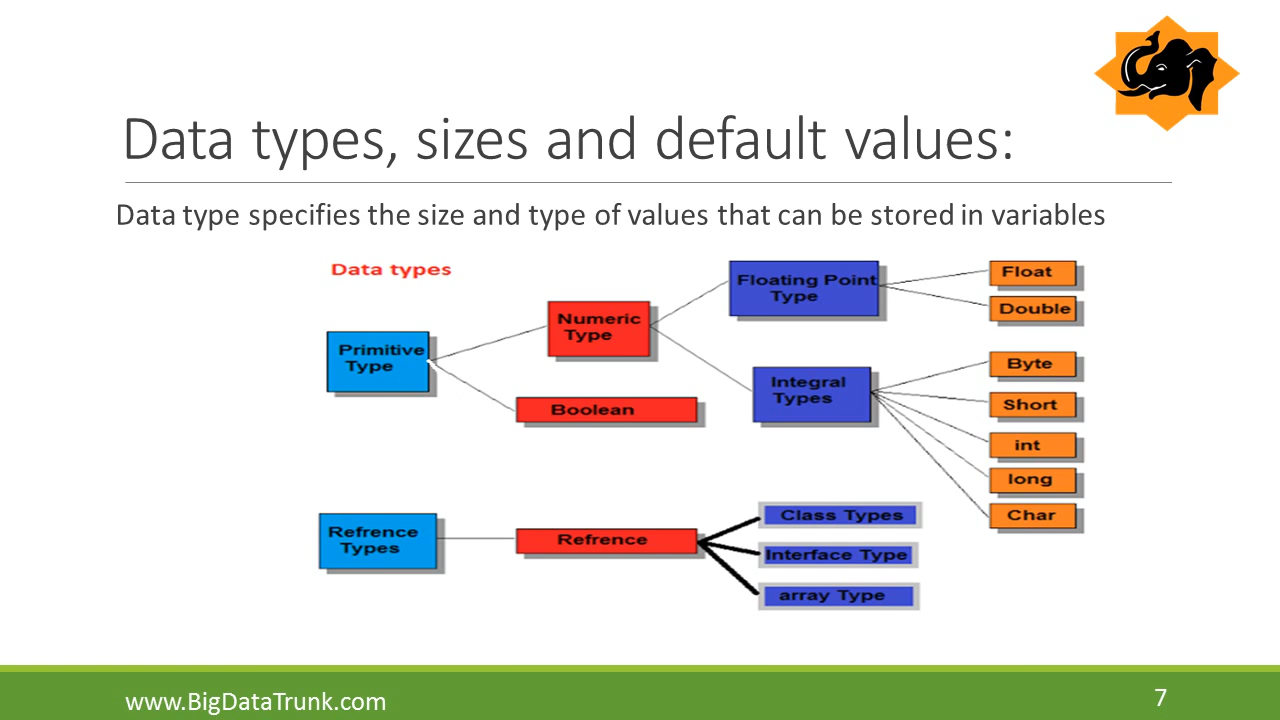 Data types, sizes and default values:
Data type specifies the size and type of values that can be stored in variables
Data types
Primitive
Type
Numeric
Type
Boolean
Floating Point
Type
Integral
Types
Float
Double
Byte
Short
int
long
Char
Refrence
Types
Refrence
Class Types
Interface Type
array Type
www.BigDataTrunk.com
7